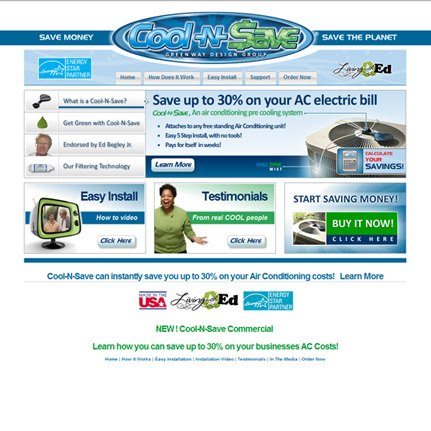 SAVE MONEY
Cool-N-Save
SAVE THE PLANET
GREENWAY DESIGN GROUP
ENERGY STAR PARTNER
Living with Ed
Home
How Does It Work
Easy Install
Support
Order Now
What is a Cool-N-Save?
Get Green with Cool-N-Save
Endorsed by Ed Begley Jr.
Our Filtering Technology
Save up to 30% on your AC electric bill
Cool-N-Save, An air conditioning pre cooling system
• Attaches to any free standing Air Conditioning unit!
• Easy 5 Step Install, with no tools!
• Pays for itself in weeks!
Learn More
MIST
CALCULATE
YOUR
SAVINGS!
Easy Install
How to video
Click Here
Testimonials
From real COOL people
Click Here
START SAVING MONEY!
BUY IT NOW!
CLICK HERE
Cool-N-Save can instantly save you up to 30% on your Air Conditioning costs! Learn More
MADE IN THE
USA
Living with Ed
ENERGY STAR PARTNER
NEW! Cool-N-Save Commercial
Learn how you can save up to 30% on your businesses AC Costs!
Home | How It Works | Easy Installation | Installation Video | Testimonials | In The Media | Order Now